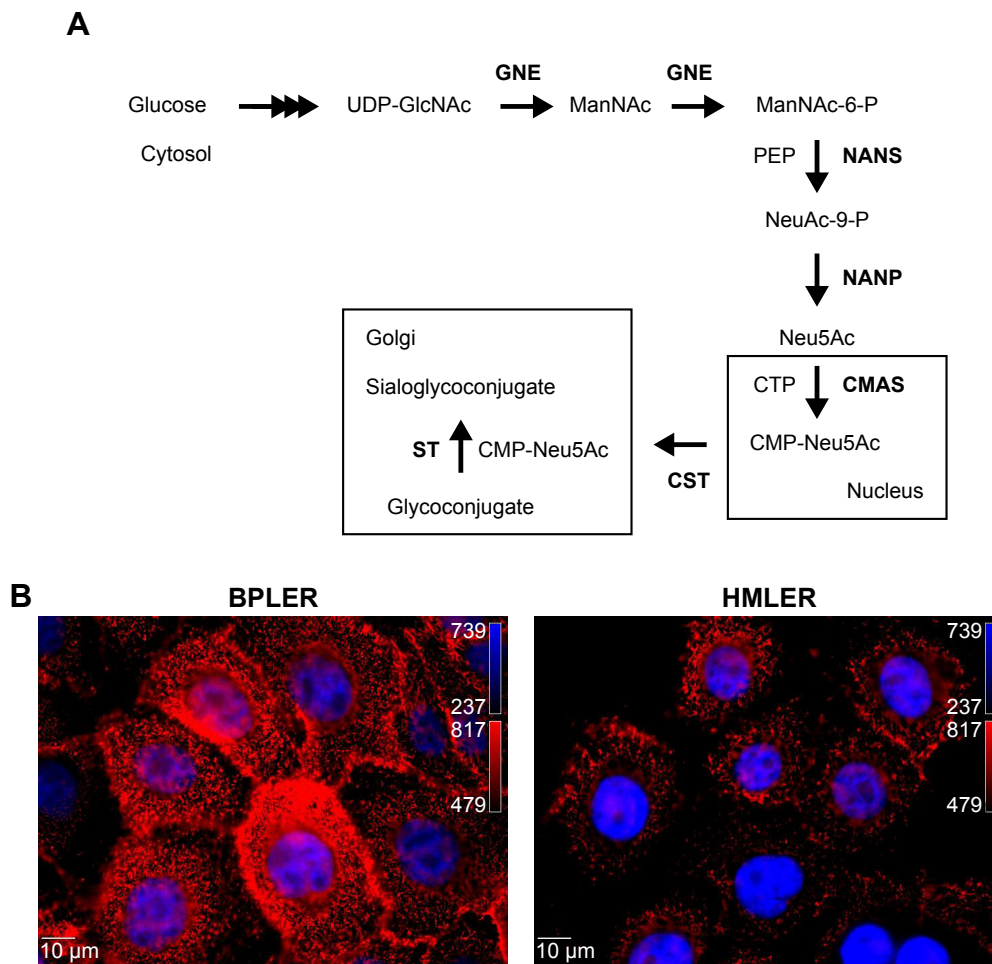 A
GNE GNE
Glucose UDP-GlcNAc ManNAc ManNAc-6-P
Cytosol
PEP NANS
NeuAc-9-P
NANP
Neu5Ac
CTP CMAS
CMP-Neu5Ac
Nucleus
CST
Golgi
Sialoglycoconjugate
ST CMP-Neu5Ac
Glycoconjugate
B
BPLER
739
237
817
479
10 µm
HMLER
739
237
817
479
10 µm